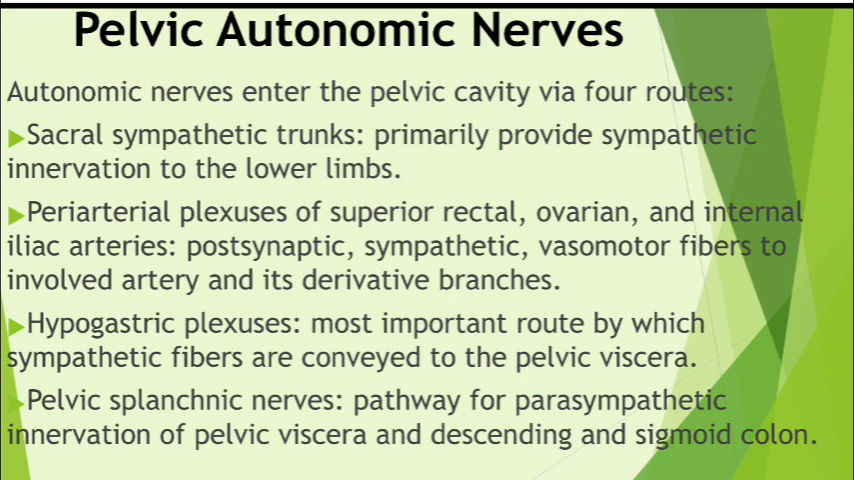 Pelvic Autonomic Nerves
Autonomic nerves enter the pelvic cavity via four routes:
Sacral sympathetic trunks: primarily provide sympathetic
innervation to the lower limbs.
Periarterial plexuses of superior rectal, ovarian, and internal
iliac arteries: postsynaptic, sympathetic, vasomotor fibers to
involved artery and its derivative branches.
Hypogastric plexuses: most important route by which
sympathetic fibers are conveyed to the pelvic viscera.
Pelvic splanchnic nerves: pathway for parasympathetic
innervation of pelvic viscera and descending and sigmoid colon.